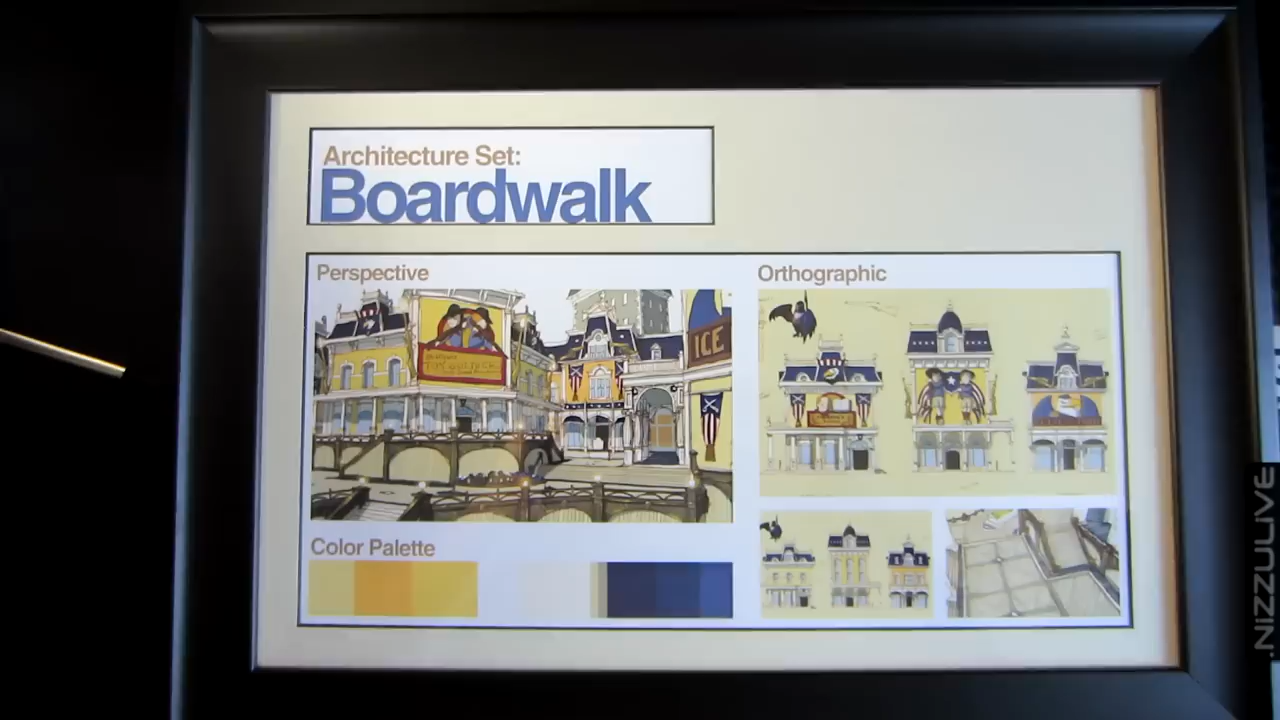 Architecture Set:
Boardwalk
Perspective
Orthographic
ICE
Color Palette
.NIZZULIVE